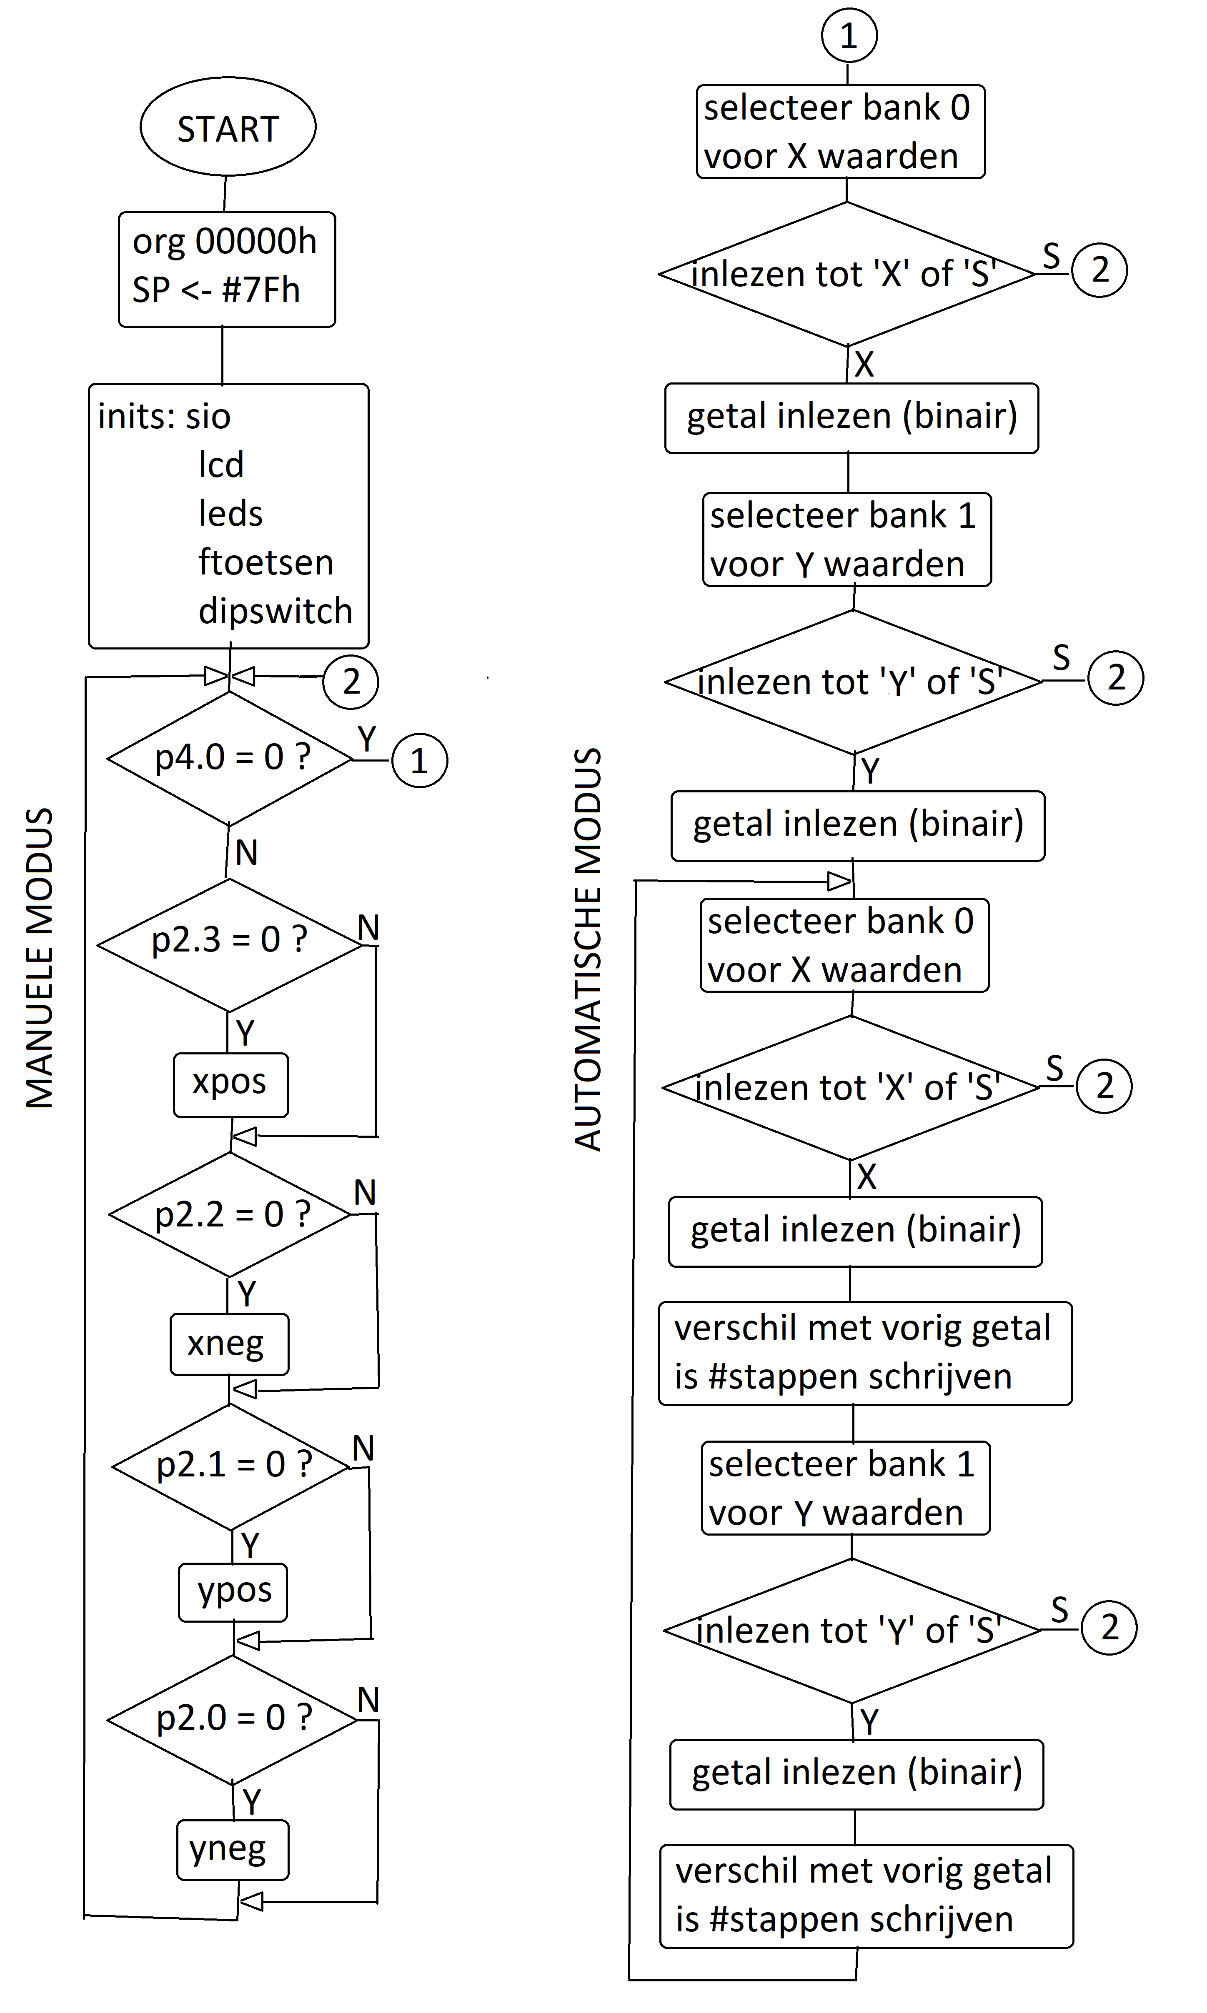 START
org 00000h
SP <- #7Fh
inits: sio
lcd
leds
ftoetsen
dipswitch
2
p4.0 = 0 ?
Y
1
N
p2.3 = 0 ?
N
Y
xpos
p2.2 = 0 ?
N
Y
xneg
p2.1 = 0 ?
N
Y
ypos
p2.0 = 0 ?
N
Y
yneg
MANUELE MODUS
1
selecteer bank 0
voor X waarden
inlezen tot 'X' of 'S'
S
2
X
getal inlezen (binair)
selecteer bank 1
voor Y waarden
inlezen tot 'Y' of 'S'
S
2
Y
getal inlezen (binair)
selecteer bank 0
voor X waarden
inlezen tot 'X' of 'S'
S
2
X
getal inlezen (binair)
verschil met vorig getal
is #stappen schrijven
selecteer bank 1
voor Y waarden
inlezen tot 'Y' of 'S'
S
2
Y
getal inlezen (binair)
verschil met vorig getal
is #stappen schrijven
AUTOMATISCHE MODUS